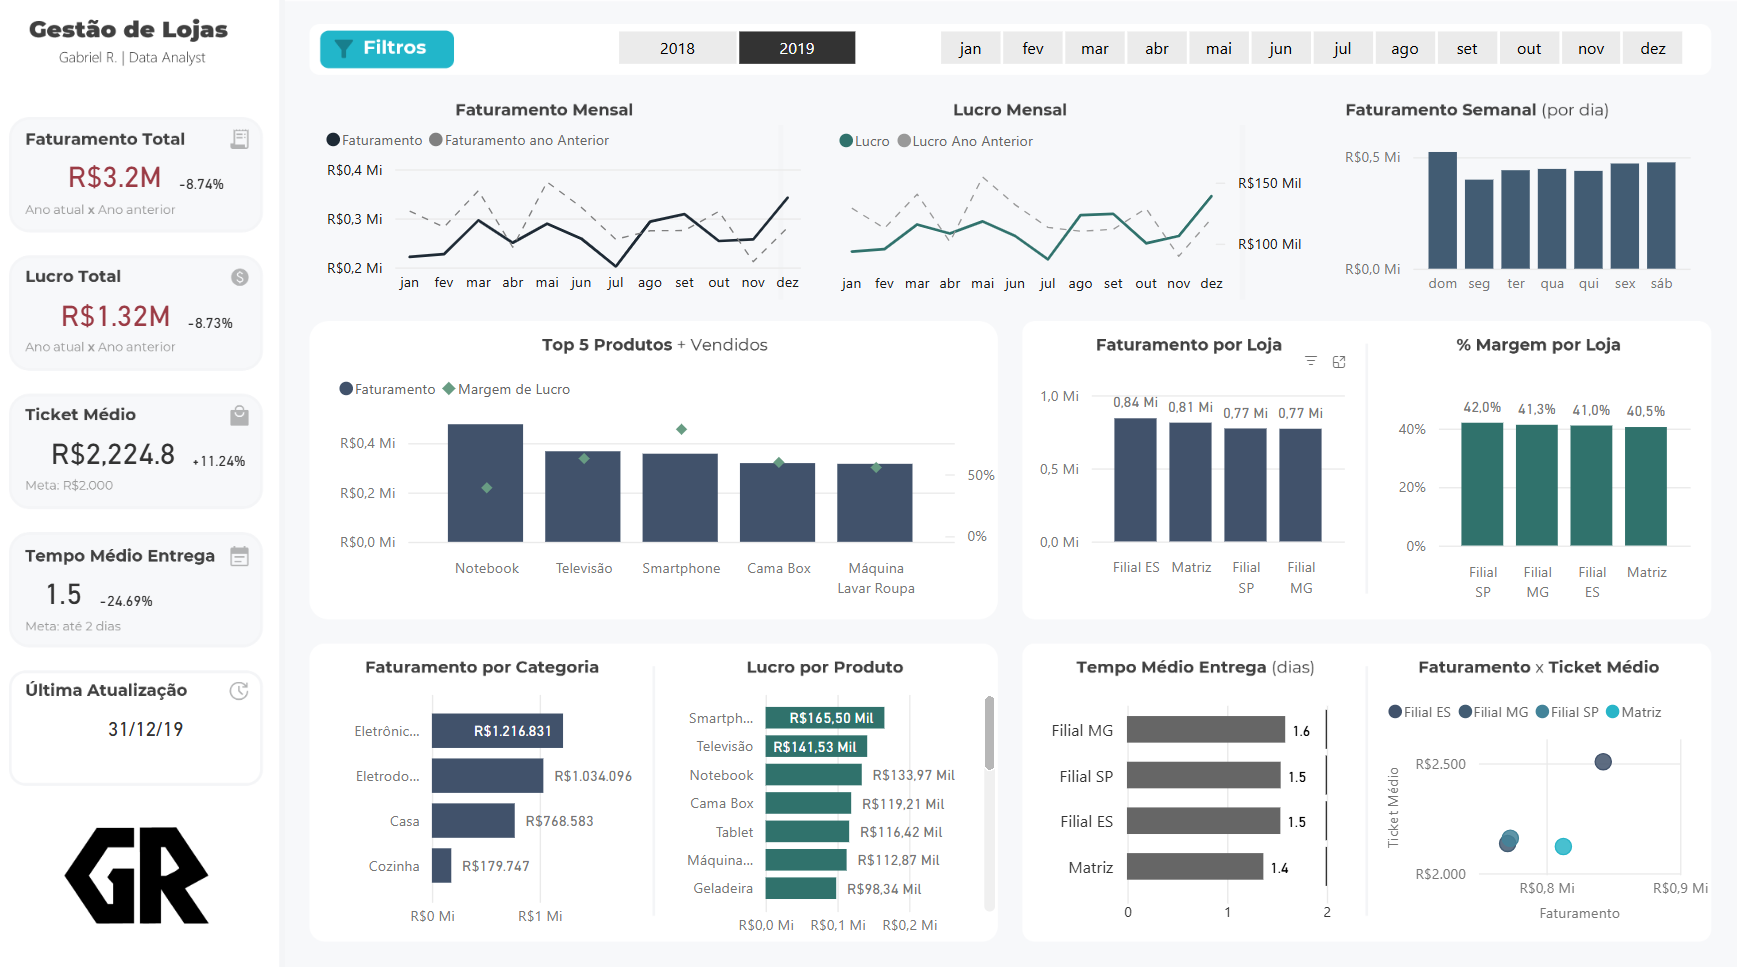 Gestão de Lojas
Gabriel R. | Data Analyst
Filtros
2018
2019
jan
fev
mar
abr
mai
jun
jul
ago
set
out
nov
dez
Faturamento Total
R$3.2M -8.74%
Ano atual x Ano anterior
Lucro Total
R$1.32M -8.73%
Ano atual x Ano anterior
Ticket Médio
R$2,224.8 +11.24%
Meta: R$2.000
Tempo Médio Entrega
1.5 -24.69%
Meta: até 2 dias
Última Atualização
31/12/19
GR
Faturamento Mensal
Faturamento Faturamento ano Anterior
R$0,4 Mi
R$0,3 Mi
R$0,2 Mi
jan fev mar abr mai jun jul ago set out nov dez
Lucro Mensal
Lucro Lucro Ano Anterior
R$150 Mil
R$100 Mil
jan fev mar abr mai jun jul ago set out nov dez
Faturamento Semanal (por dia)
R$0,5 Mi
R$0,0 Mi
dom seg ter qua qui sex sáb
Top 5 Produtos + Vendidos
Faturamento Margem de Lucro
R$0,4 Mi
R$0,2 Mi
R$0,0 Mi
50%
0%
Notebook Televisão Smartphone Cama Box Máquina
Lavar Roupa
Faturamento por Loja
1,0 Mi
0,5 Mi
0,0 Mi
0,84 Mi 0,81 Mi 0,77 Mi 0,77 Mi
Filial ES Matriz Filial Filial
SP MG
% Margem por Loja
42,0% 41,3% 41,0% 40,5%
40%
20%
0%
Filial Filial Filial Matriz
SP MG ES
Faturamento por Categoria
Eletrônic... R$1.216.831
Eletrodo... R$1.034.096
Casa R$768.583
Cozinha R$179.747
R$0 Mi R$1 Mi
Lucro por Produto
Smartph... R$165,50 Mil
Televisão R$141,53 Mil
Notebook R$133,97 Mil
Cama Box R$119,21 Mil
Tablet R$116,42 Mil
Máquina... R$112,87 Mil
Geladeira R$98,34 Mil
R$0,0 Mi R$0,1 Mi R$0,2 Mi
Tempo Médio Entrega (dias)
Filial MG 1.6
Filial SP 1.5
Filial ES 1.5
Matriz 1.4
0 1 2
Faturamento x Ticket Médio
Filial ES Filial MG Filial SP Matriz
Ticket Médio
R$2.500
R$2.000
R$0,8 Mi R$0,9 Mi
Faturamento